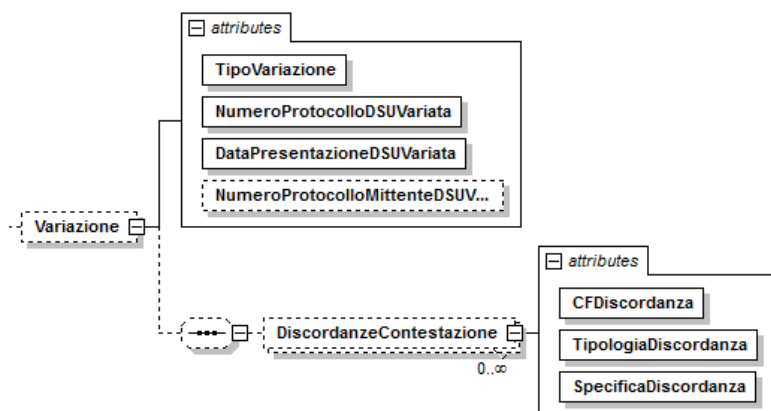 attributes
TipoVariazione
NumeroProtocolloDSUVariata
DataPresentazioneDSUVariata
NumeroProtocolloMittenteDSUV...
Variazione
attributes
DiscordanzeContestazione
0..∞
CFDiscordanza
TipologiaDiscordanza
SpecificaDiscordanza